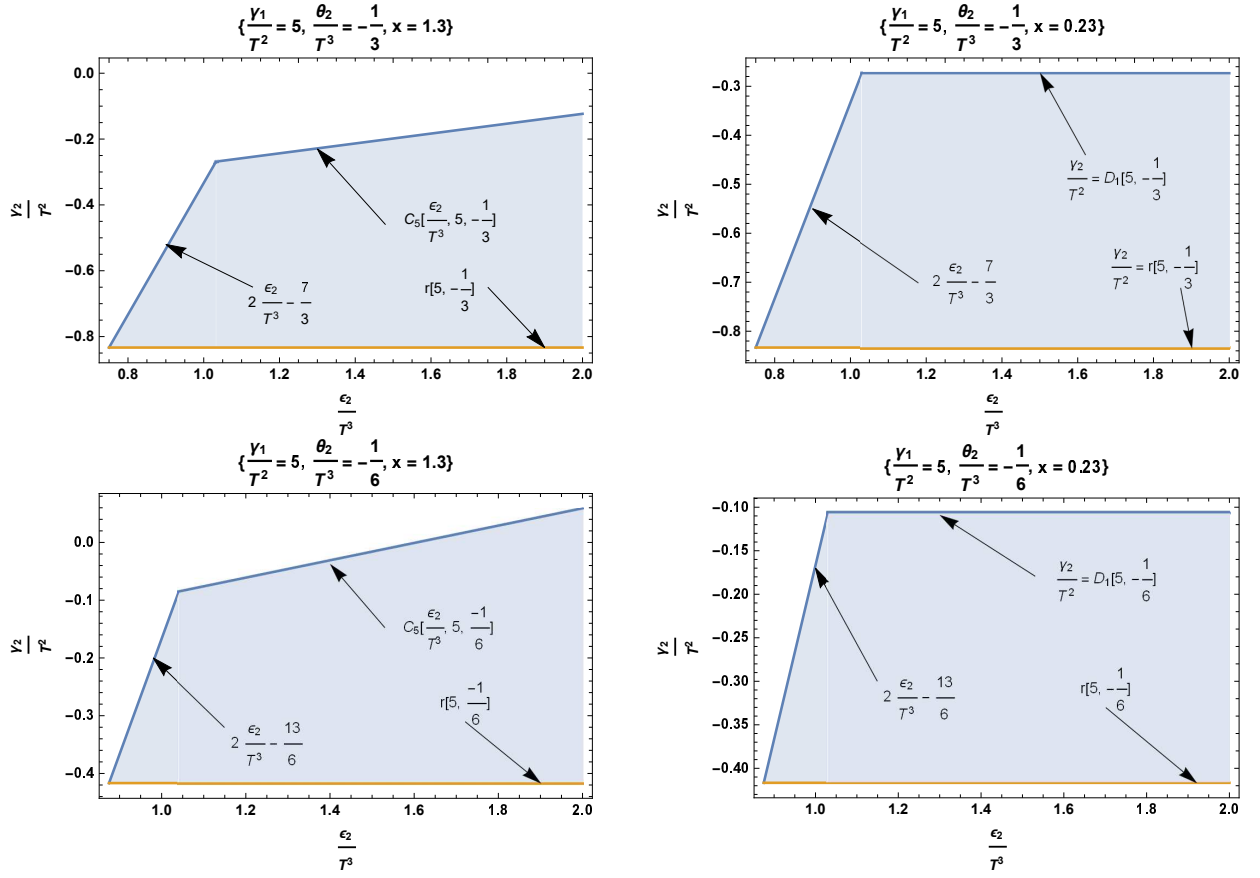 {γ₁/T² = 5, θ₂/T³ = -1/3, x = 1.3}
0.0
-0.2
-0.4
-0.6
-0.8
γ₂/T²
C₅[ϵ₂/T³, 5, -1/3]
r[5, -1/3]
2 ϵ₂/T³ - 7/3
0.8 1.0 1.2 1.4 1.6 1.8 2.0
ϵ₂/T³
{γ₁/T² = 5, θ₂/T³ = -1/3, x = 0.23}
-0.3
-0.4
-0.5
-0.6
-0.7
-0.8
γ₂/T²
γ₂/T² = D₁[5, -1/3]
γ₂/T² = r[5, -1/3]
2 ϵ₂/T³ - 7/3
0.8 1.0 1.2 1.4 1.6 1.8 2.0
ϵ₂/T³
{γ₁/T² = 5, θ₂/T³ = -1/6, x = 1.3}
0.0
-0.1
-0.2
-0.3
-0.4
γ₂/T²
C₅[ϵ₂/T³, 5, -1/6]
r[5, -1/6]
2 ϵ₂/T³ - 13/6
1.0 1.2 1.4 1.6 1.8 2.0
ϵ₂/T³
{γ₁/T² = 5, θ₂/T³ = -1/6, x = 0.23}
-0.10
-0.15
-0.20
-0.25
-0.30
-0.35
-0.40
γ₂/T²
γ₂/T² = D₁[5, -1/6]
r[5, -1/6]
2 ϵ₂/T³ - 13/6
1.0 1.2 1.4 1.6 1.8 2.0
ϵ₂/T³